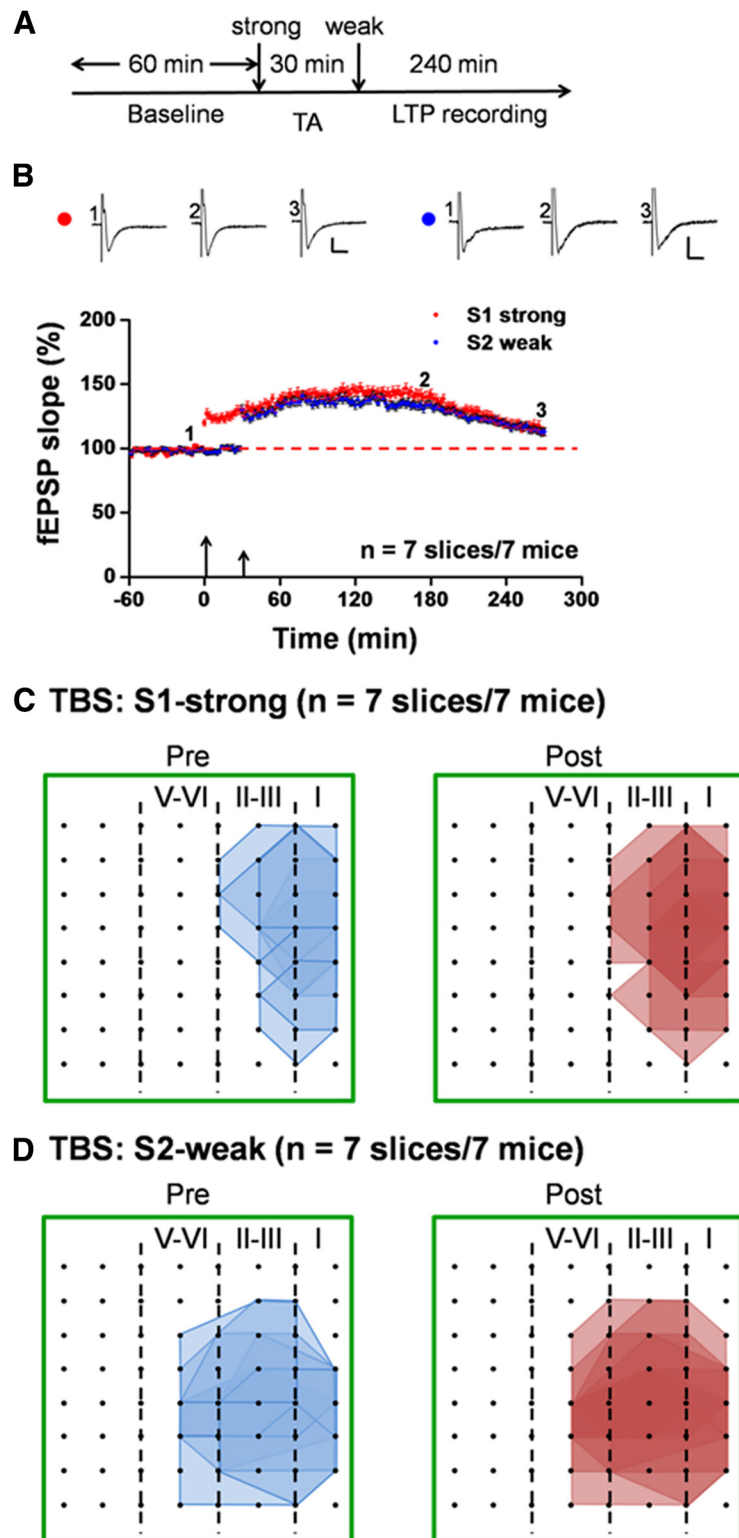 A
strong weak
60 min 30 min 240 min
Baseline TA LTP recording
B
1 2 3 1 2 3
S1 strong
S2 weak
200
150
100
50
0
fEPSP slope (%)
1 2 3
n = 7 slices/7 mice
-60 0 60 120 180 240 300
Time (min)
C TBS: S1-strong (n = 7 slices/7 mice)
Pre Post
V-VI II-III I V-VI II-III I
D TBS: S2-weak (n = 7 slices/7 mice)
Pre Post
V-VI II-III I V-VI II-III I